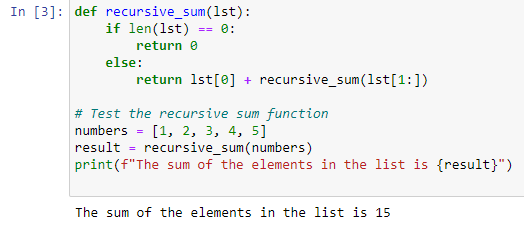 In [3]: def recursive_sum(lst):
    if len(lst) == 0:
        return 0
    else:
        return lst[0] + recursive_sum(lst[1:])
# Test the recursive sum function
numbers = [1, 2, 3, 4, 5]
result = recursive_sum(numbers)
print(f"The sum of the elements in the list is {result}")
The sum of the elements in the list is 15